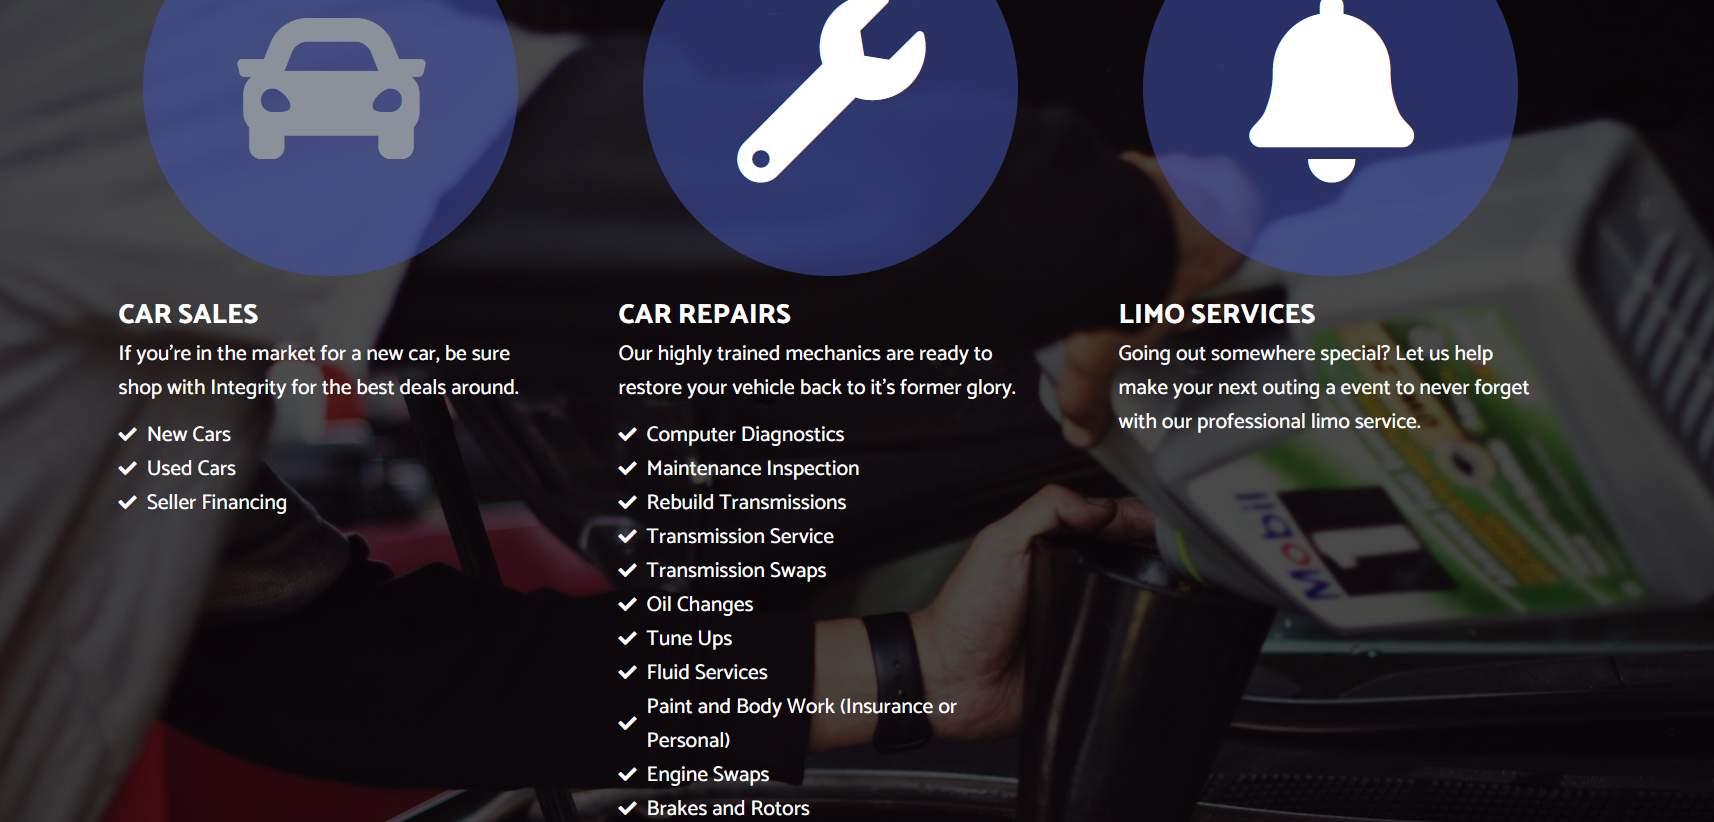 CAR SALES
If you're in the market for a new car, be sure
shop with Integrity for the best deals around.
New Cars
Used Cars
Seller Financing
CAR REPAIRS
Our highly trained mechanics are ready to
restore your vehicle back to it's former glory.
Computer Diagnostics
Maintenance Inspection
Rebuild Transmissions
Transmission Service
Transmission Swaps
Oil Changes
Tune Ups
Fluid Services
Paint and Body Work (Insurance or
Personal)
Engine Swaps
Brakes and Rotors
LIMO SERVICES
Going out somewhere special? Let us help
make your next outing a event to never forget
with our professional limo service.
Mobil
1